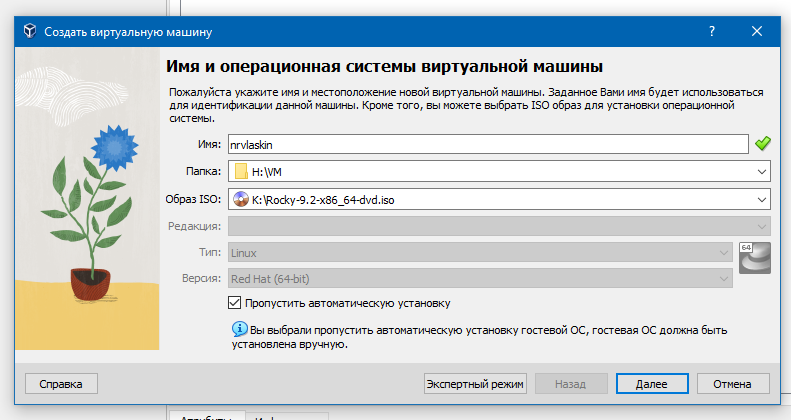 Создать виртуальную машину
Имя и операционная системы виртуальной машины
Пожалуйста укажите имя и местоположение новой виртуальной машины. Заданное Вами имя будет использоваться
для идентификации данной машины. Кроме того, вы можете выбрать ISO образ для установки операционной
системы.
Имя: nrvlaskin
Папка: H:\VM
Образ ISO: K:\Rocky-9.2-x86_64-dvd.iso
Редакция:
Тип: Linux
64
Версия: Red Hat (64-bit)
Пропустить автоматическую установку
Вы выбрали пропустить автоматическую установку гостевой ОС, гостевая ОС должна быть
установлена вручную.
Справка Экспертный режим Назад Далее Отмена